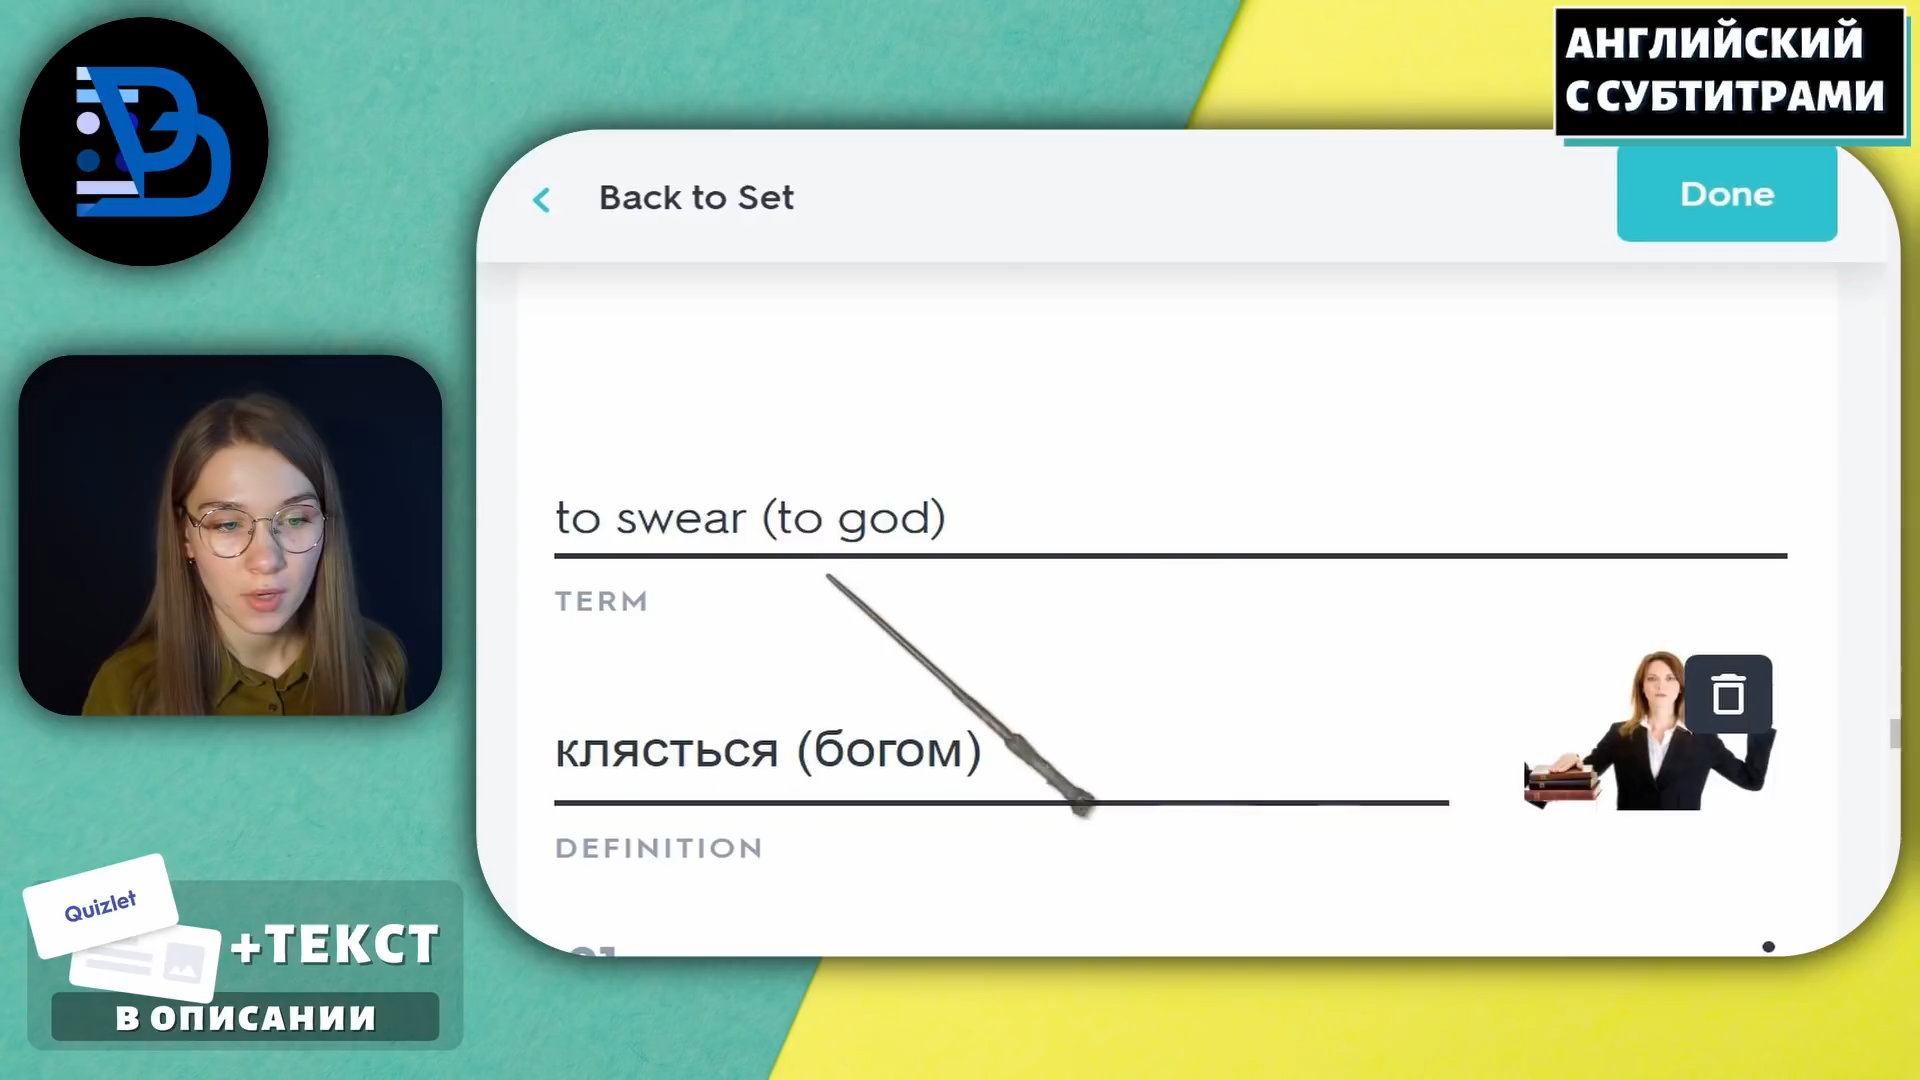 АНГЛИЙСКИЙ
С СУБТИТРАМИ
Back to Set
Done
to swear (to god)
TERM
клясться (богом)
DEFINITION
Quizlet
+ТЕКСТ
В ОПИСАНИИ